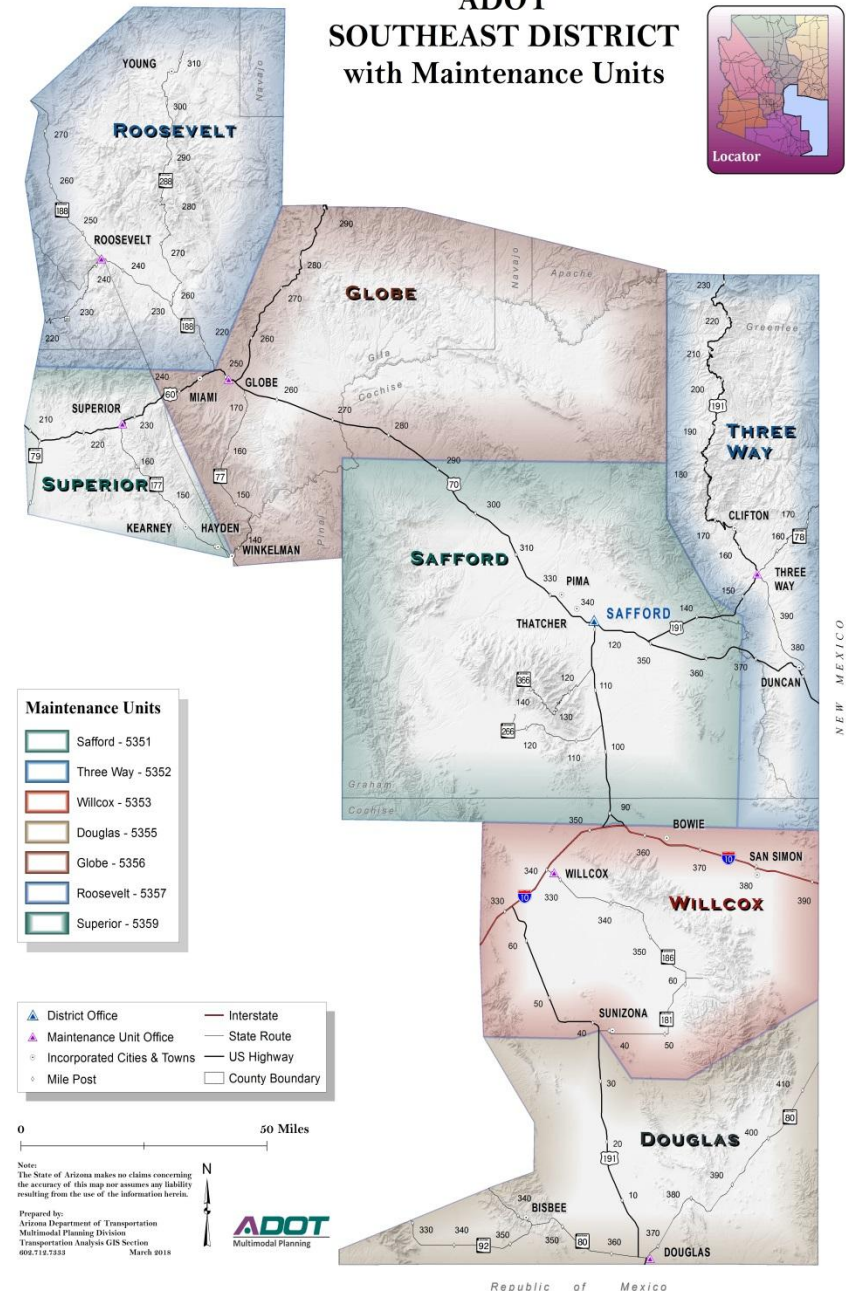 ADOT
SOUTHEAST DISTRICT
with Maintenance Units
Locator
YOUNG
310
Navajo
300
ROOSEVELT
270
290
260
288
188
280
250
ROOSEVELT
290
240
240
270
280
GLOBE
Navajo
Apache
230
230
260
270
230
Greenlee
220
188
220
260
220
210
Gila
250
240
GLOBE
Cochise
200
60
MIAMI
260
191
SUPERIOR
170
270
210
230
280
190
THREE
WAY
220
79
160
160
290
180
SUPERIOR
177
77
70
150
150
300
CLIFTON
170
KEARNEY
HAYDEN
140
Pinal
170
160
78
WINKELMAN
310
160
SAFFORD
330
PIMA
THREE
WAY
150
340
SAFFORD
140
390
THATCHER
191
120
350
380
370
360
366
120
110
DUNCAN
140
130
266
120
100
110
NEW MEXICO
Maintenance Units
Safford - 5351
Three Way - 5352
Willcox - 5353
Douglas - 5355
Globe - 5356
Roosevelt - 5357
Superior - 5359
Graham
Cochise
90
350
BOWIE
360
10
SAN SIMON
370
340
WILLCOX
380
330
10
330
WILLCOX
390
340
60
350
186
60
50
SUNIZONA
181
40
40
50
District Office
Maintenance Unit Office
Incorporated Cities & Towns
Mile Post
Interstate
State Route
US Highway
County Boundary
30
410
80
20
DOUGLAS
400
191
390
10
380
340
BISBEE
330
340
350
350
80
360
370
92
DOUGLAS
0
50 Miles
Note:
The State of Arizona makes no claims concerning
the accuracy of this map nor assumes any liability
resulting from the use of the information herein.
Prepared by:
Arizona Department of Transportation
Multimodal Planning Division
Transportation Analysis GIS Section
602.712.7333 March 2018
N
ADOT
Multimodal Planning
Republic of Mexico